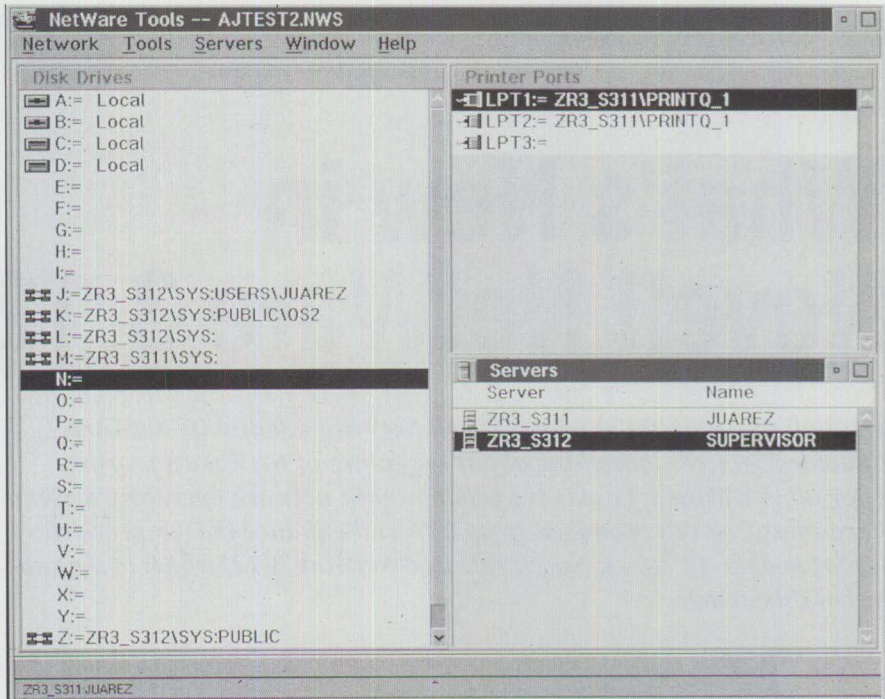 NetWare Tools -- AJTEST2.NWS
Network Tools Servers Window Help
Disk Drives
A:= Local
B:= Local
C:= Local
D:= Local
E:=
F:=
G:=
H:=
I:=
J:=ZR3_S312\SYS:USERS\JUAREZ
K:=ZR3_S312\SYS:PUBLIC\OS2
L:=ZR3_S312\SYS:
M:=ZR3_S311\SYS:
N:=
O:=
P:=
Q:=
R:=
S:=
T:=
U:=
V:=
W:=
X:=
Y:=
Z:=ZR3_S312\SYS:PUBLIC
Printer Ports
LPT1:= ZR3_S311\PRINTQ_1
LPT2:= ZR3_S311\PRINTQ_1
LPT3:=
Servers
Server Name
ZR3_S311 JUAREZ
ZR3_S312 SUPERVISOR
ZR3_S311:JUAREZ